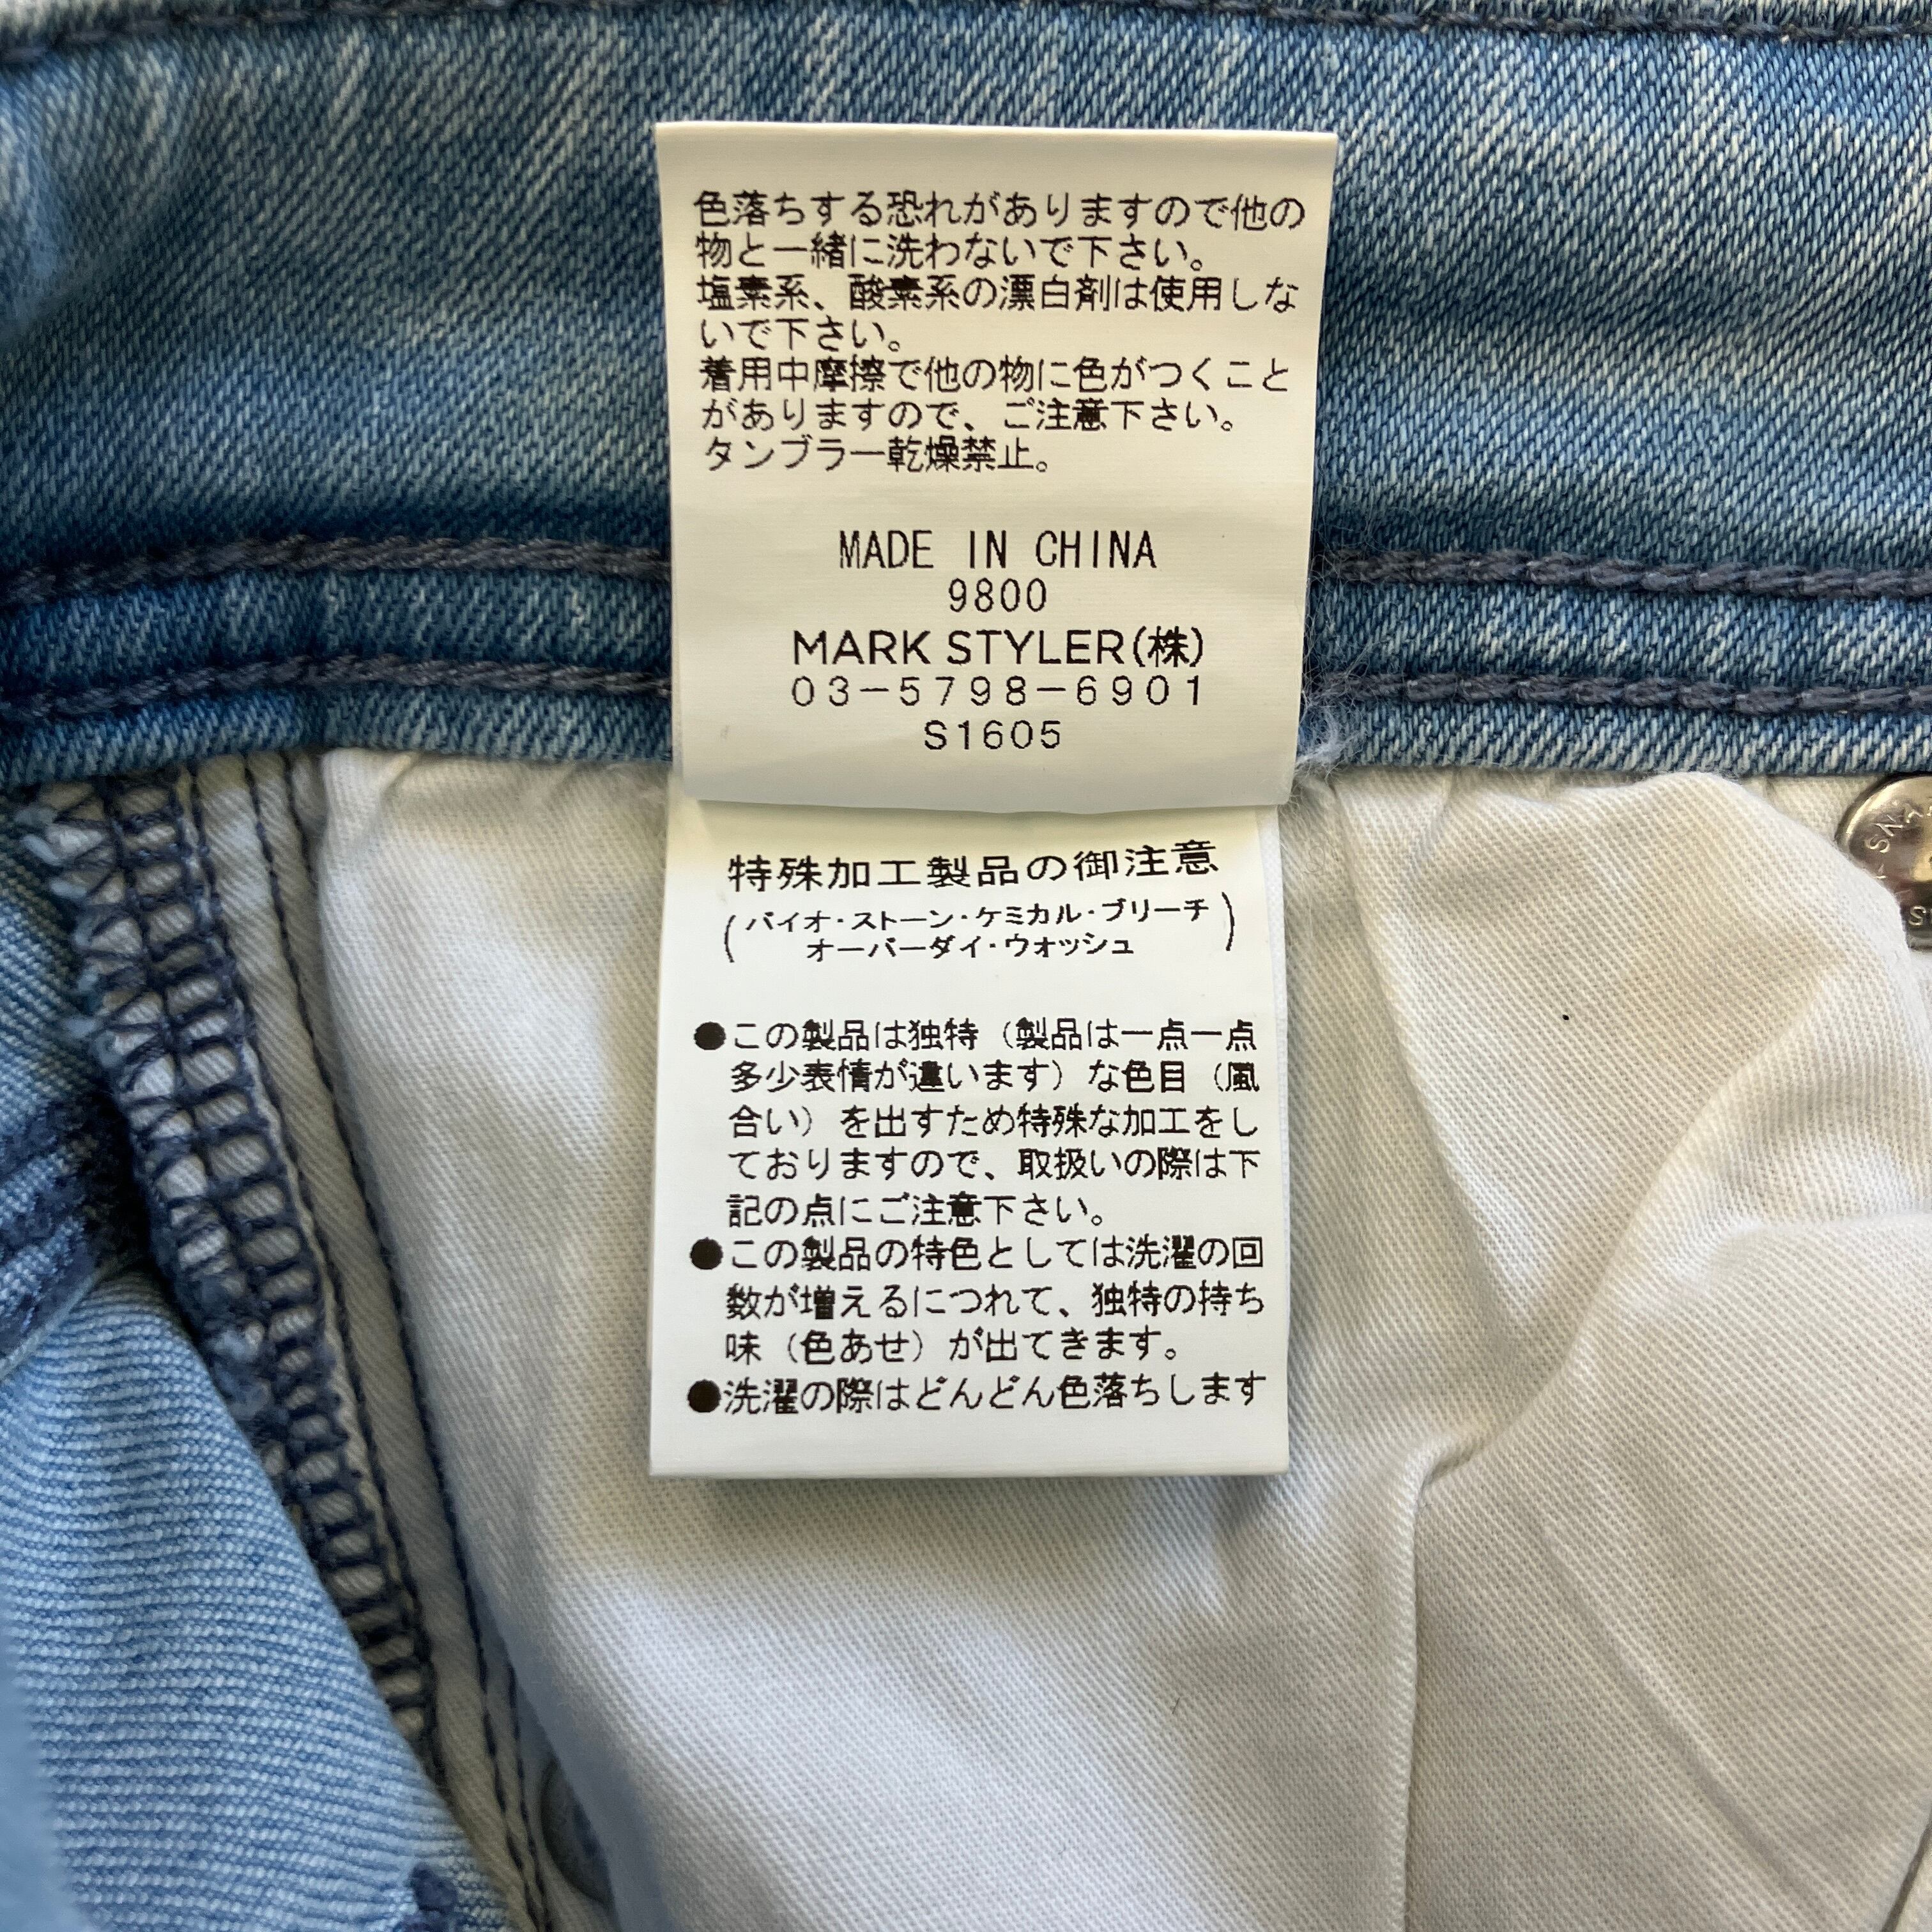 色落ちする恐れがありますので他の
物と一緒に洗わないで下さい。
塩素系、酸素系の漂白剤は使用しな
いで下さい。
着用中摩擦で他の物に色がつくこと
がありますので、ご注意下さい。
タンブラー乾燥禁止。
MADE IN CHINA
9800
MARK STYLER(株)
03-5798-6901
S1605
特殊加工製品の御注意
(バイオ・ストーン・ケミカル・ブリーチ
オーバーダイ・ウォッシュ)
●この製品は独特（製品は一点一点
多少表情が違います）な色目（風
合い）を出すため特殊な加工をし
ておりますので、取扱いの際は下
記の点にご注意下さい。
●この製品の特色としては洗濯の回
数が増えるにつれて、独特の持ち
味（色あせ）が出てきます。
●洗濯の際はどんどん色落ちします